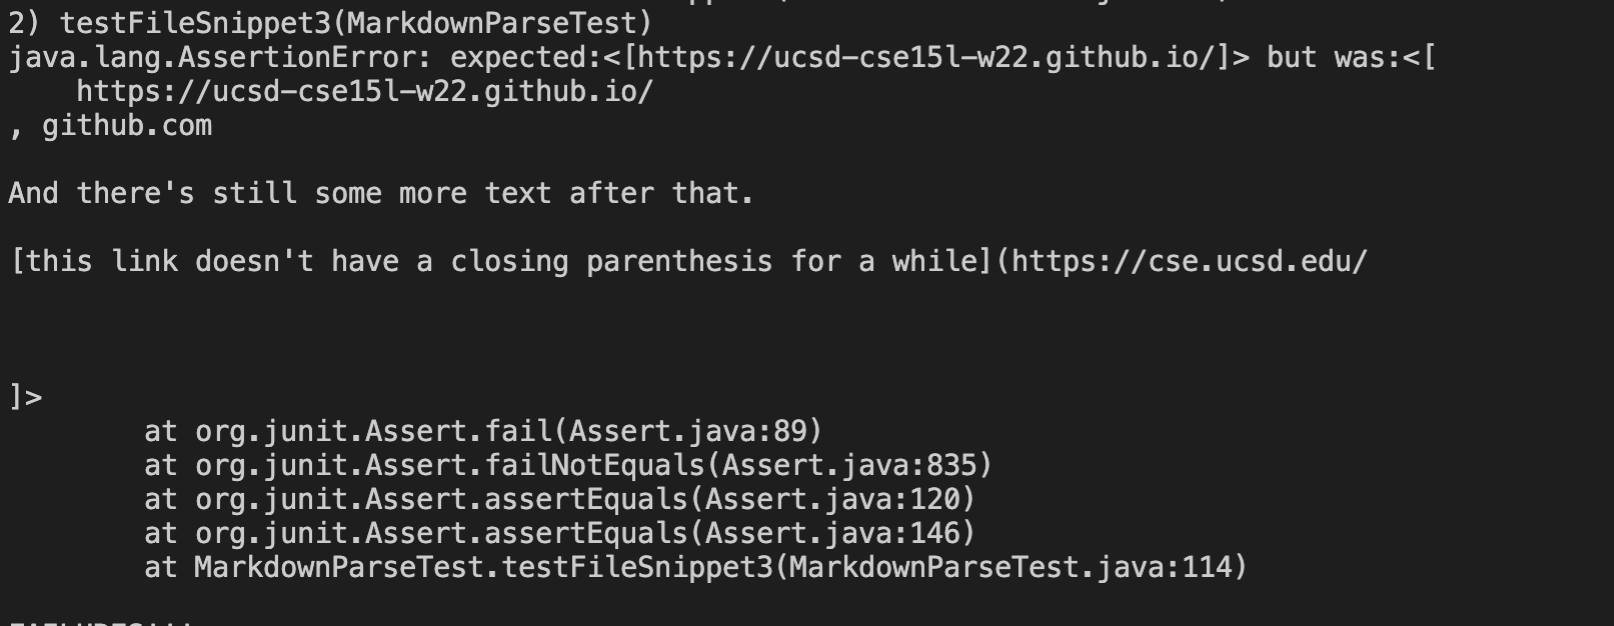 2) testFileSnippet3(MarkdownParseTest)
java.lang.AssertionError: expected:<[https://ucsd-cse15l-w22.github.io/]> but was:<[
    https://ucsd-cse15l-w22.github.io/
, github.com
And there's still some more text after that.
[this link doesn't have a closing parenthesis for a while](https://cse.ucsd.edu/
]>
        at org.junit.Assert.fail(Assert.java:89)
        at org.junit.Assert.failNotEquals(Assert.java:835)
        at org.junit.Assert.assertEquals(Assert.java:120)
        at org.junit.Assert.assertEquals(Assert.java:146)
        at MarkdownParseTest.testFileSnippet3(MarkdownParseTest.java:114)